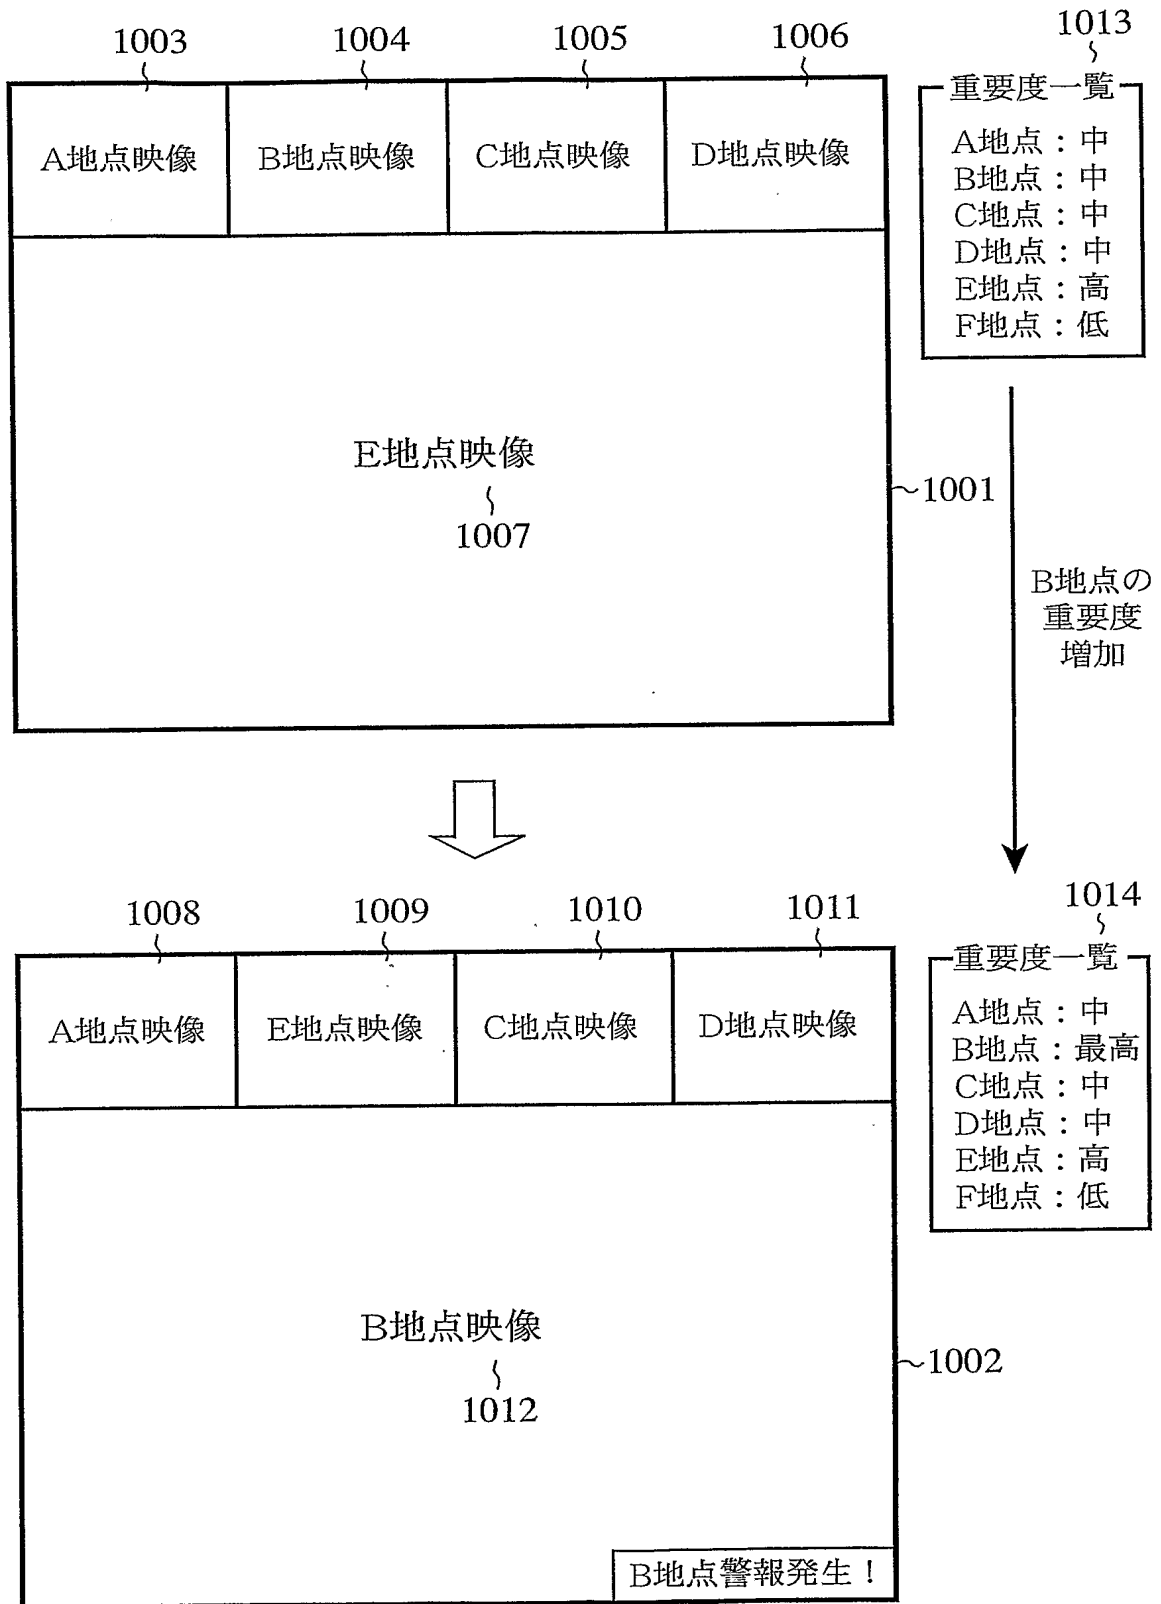 1003
1004
1005
1006
1013
A地点映像
B地点映像
C地点映像
D地点映像
重要度一覧
A地点：中
B地点：中
C地点：中
D地点：中
E地点：高
F地点：低
E地点映像
1007
1001
B地点の
重要度
増加
1008
1009
1010
1011
1014
A地点映像
E地点映像
C地点映像
D地点映像
重要度一覧
A地点：中
B地点：最高
C地点：中
D地点：中
E地点：高
F地点：低
B地点映像
1012
1002
B地点警報発生！